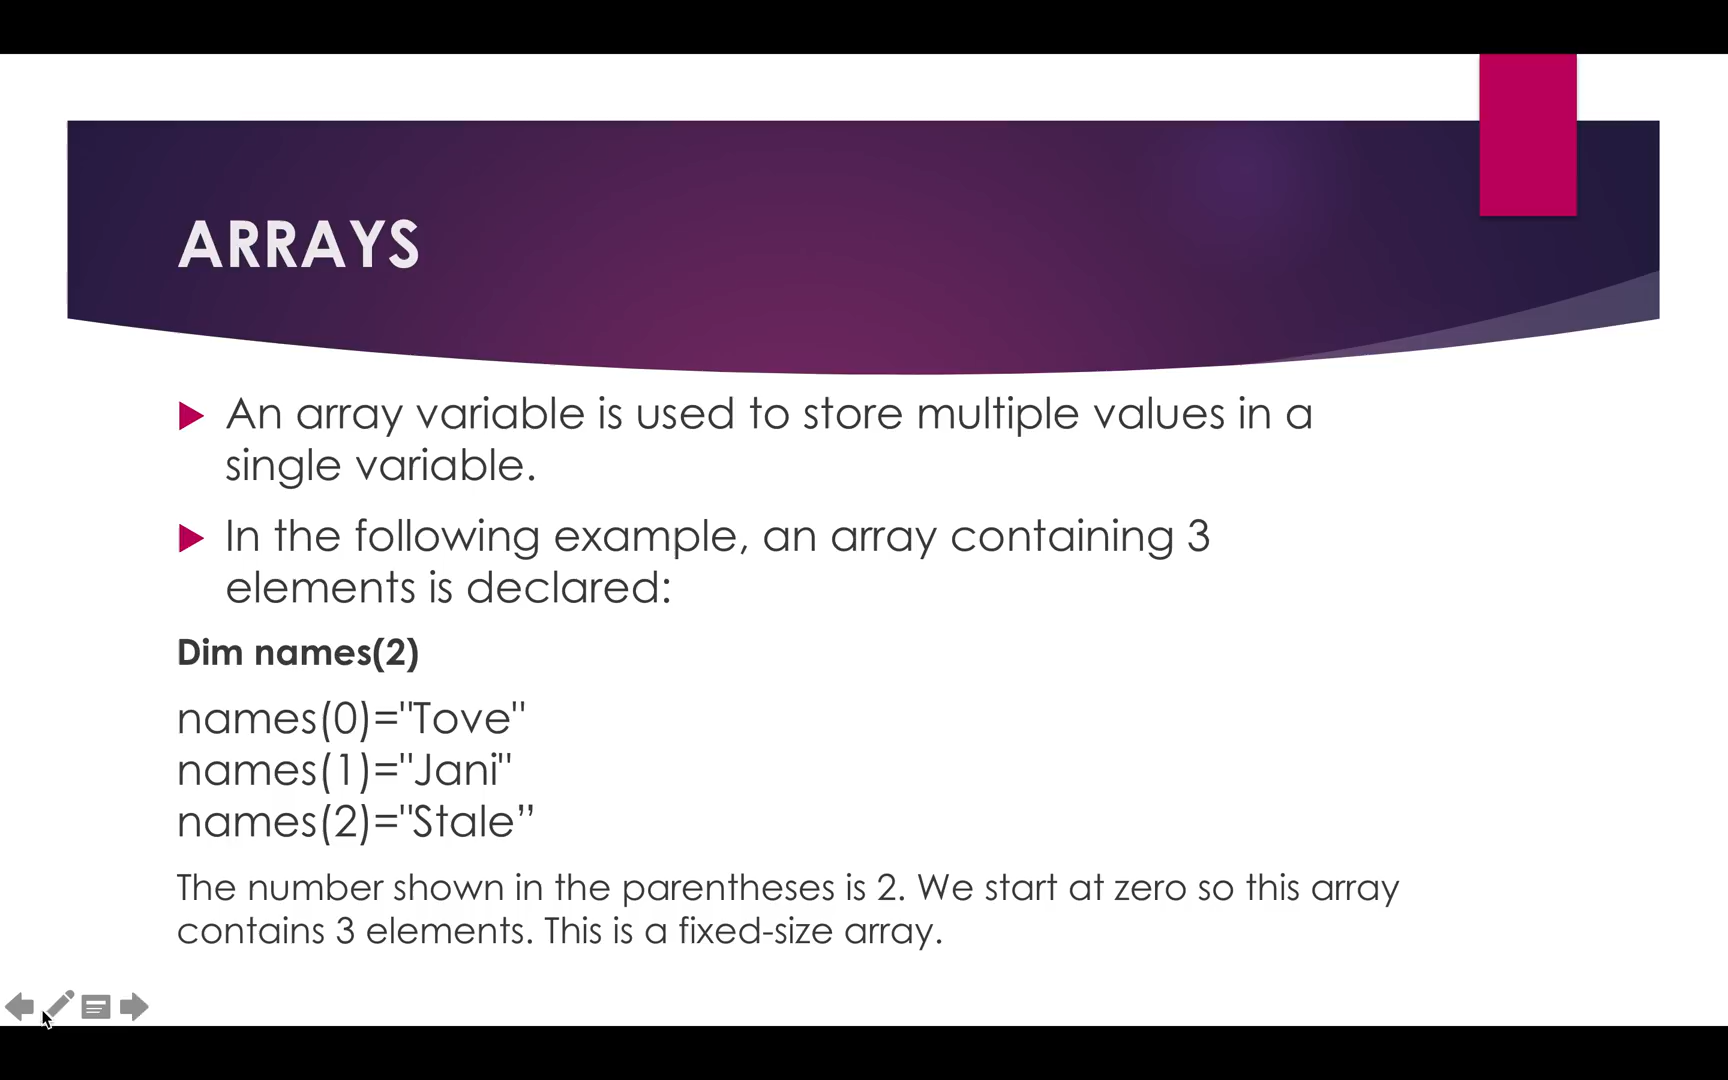 ARRAYS
An array variable is used to store multiple values in a
single variable.
In the following example, an array containing 3
elements is declared:
Dim names(2)
names(0)="Tove"
names(1)="Jani"
names(2)="Stale”
The number shown in the parentheses is 2. We start at zero so this array
contains 3 elements. This is a fixed-size array.